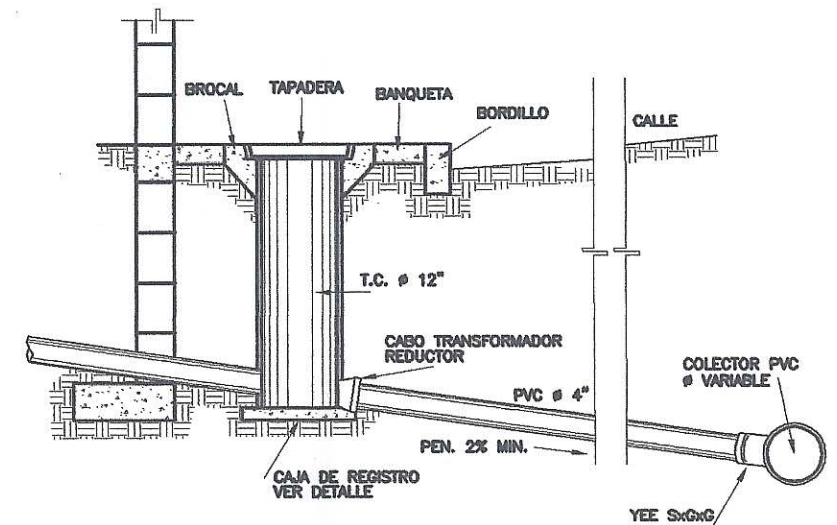 BROCAL
TAPADERA
BANQUETA
BORDILLO
CALLE
T.C. ø 12"
CABO TRANSFORMADOR
REDUCTOR
COLECTOR PVC
ø VARIABLE
PVC ø 4"
PEN. 2% MIN.
CAJA DE REGISTRO
VER DETALLE
YEE SxGxG